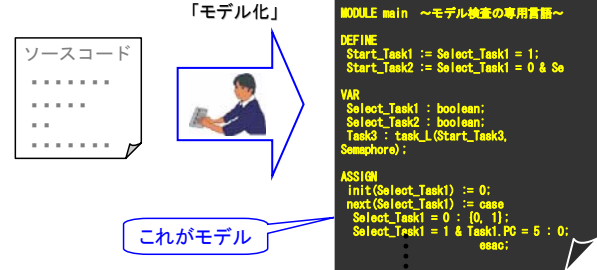 「モデル化」
ソースコード
MODULE main ～モデル検査の専用言語～
DEFINE
Start_Task1 := Select_Task1 = 1;
Start_Task2 := Select_Task1 = 0 & Se
VAR
Select_Task1 : boolean;
Select_Task2 : boolean;
Task3 : task_L(Start_Task3,
Semaphore);
ASSIGN
init(Select_Task1) := 0;
next(Select_Task1) := case
Select_Task1 = 0 : {0, 1};
Select_Task1 = 1 & Task1.PC = 5 : 0;
esac;
これがモデル